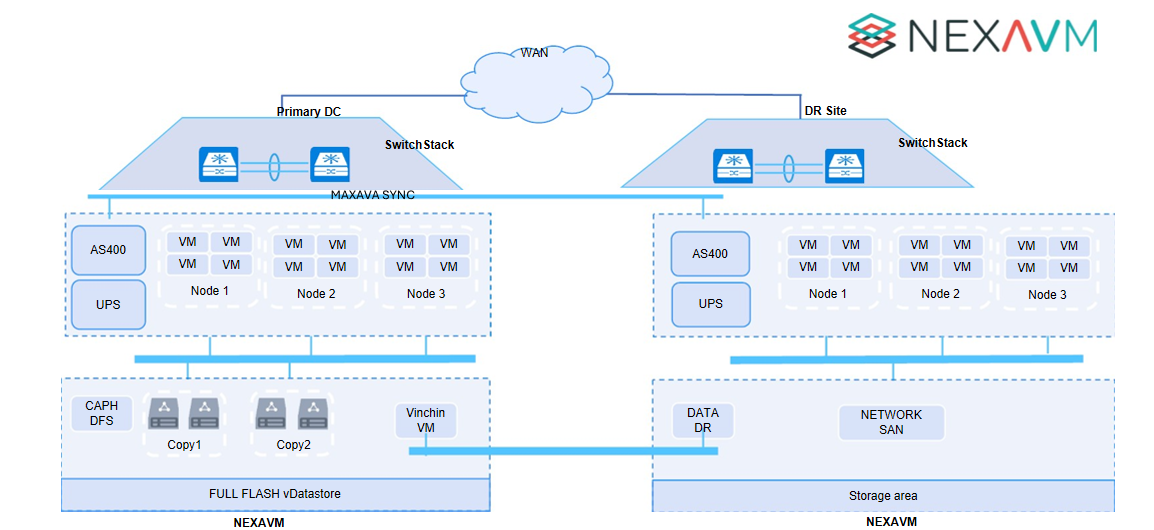 NEXAVM
WAN
Primary DC
DR Site
Switch Stack
Switch Stack
MAXAVA SYNC
AS400
UPS
VM VM
VM VM
Node 1
VM VM
VM VM
Node 2
VM VM
VM VM
Node 3
AS400
UPS
VM VM
VM VM
Node 1
VM VM
VM VM
Node 2
VM VM
VM VM
Node 3
CAPH
DFS
Copy1
Copy2
Vinchin
VM
DATA
DR
NETWORK
SAN
FULL FLASH vDatastore
Storage area
NEXAVM
NEXAVM